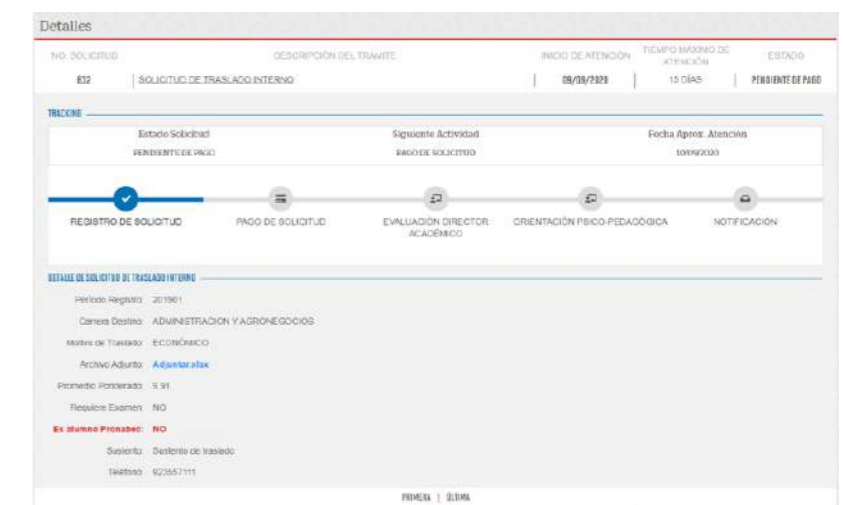 Detalles
NO. SOLICITUD DESCRIPCIÓN DEL TRÁMITE INICIO DE ATENCIÓN TIEMPO MÁXIMO DE ATENCIÓN ESTADO
632 SOLICITUD DE TRASLADO INTERNO 09/09/2020 15 DÍAS PENDIENTE DE PAGO
TRACKING
Estado Solicitud Siguiente Actividad Fecha Aprox. Atención
PENDIENTE DE PAGO PAGO DE SOLICITUD 10/09/2020
REGISTRO DE SOLICITUD PAGO DE SOLICITUD EVALUACIÓN DIRECTOR ACADÉMICO ORIENTACIÓN PSICO-PEDAGÓGICA NOTIFICACIÓN
DETALLE DE SOLICITUD DE TRASLADO INTERNO
Periodo Registro: 201901
Carrera Destino: ADMINISTRACION Y AGRONEGOCIOS
Motivo de Traslado: ECONÓMICO
Archivo Adjunto: Adjuntar.xlsx
Promedio Ponderado: 9.91
Requiere Examen: NO
Es alumno Pronabec: NO
Sustento: Sustento de traslado
Teléfono: 923557111
PRIMERA | ÚLTIMA